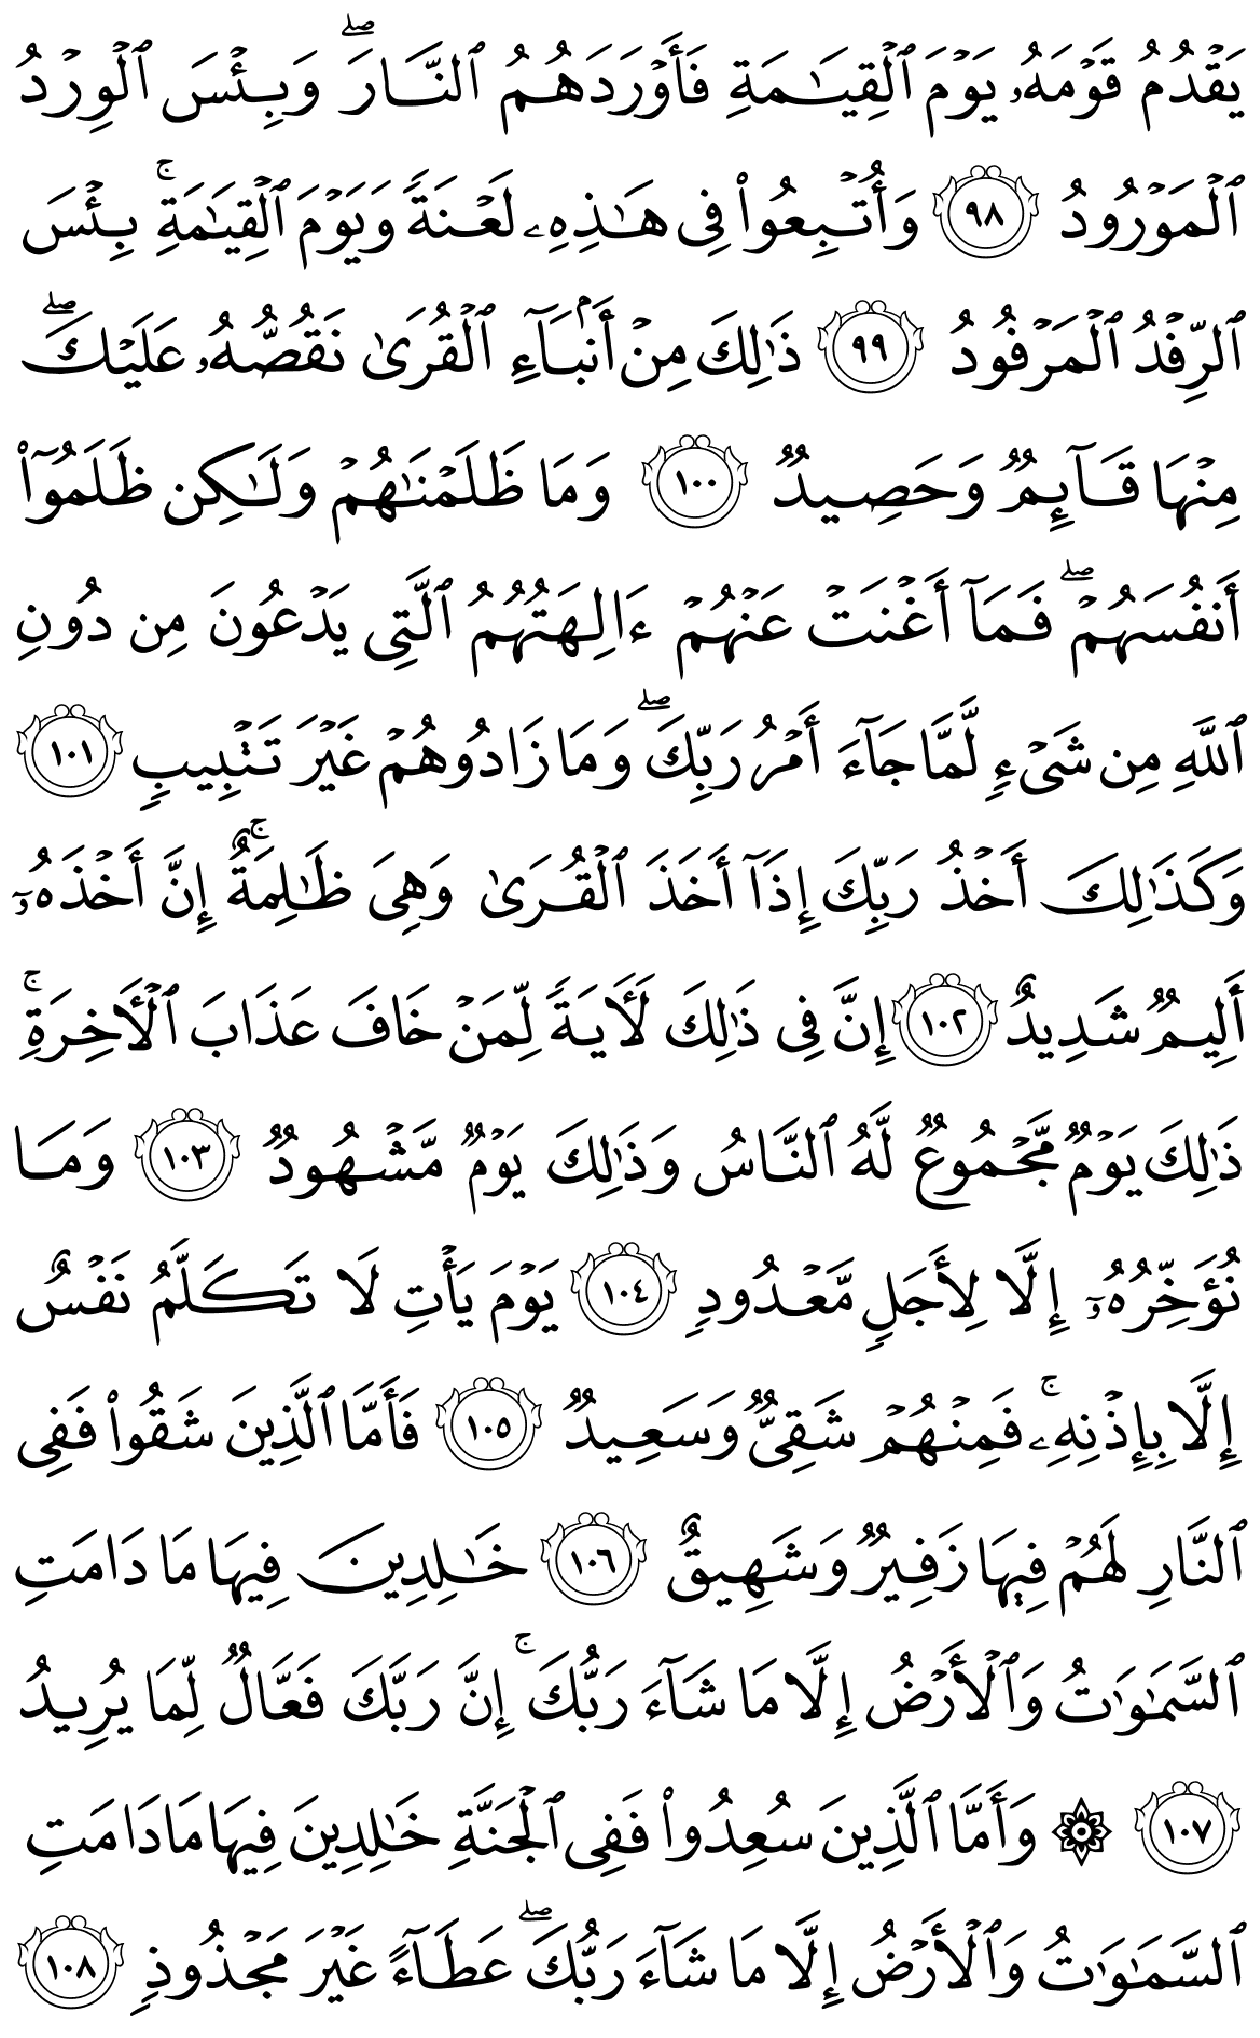 يَقۡدُمُ قَوۡمَهُۥ يَوۡمَ ٱلۡقِيَٰمَةِ فَأَوۡرَدَهُمُ ٱلنَّارَۖ وَبِئۡسَ ٱلۡوِرۡدُ
ٱلۡمَوۡرُودُ ٩٨ وَأُتۡبِعُواْ فِي هَٰذِهِۦ لَعۡنَةٗ وَيَوۡمَ ٱلۡقِيَٰمَةِۚ بِئۡسَ
ٱلرِّفۡدُ ٱلۡمَرۡفُودُ ٩٩ ذَٰلِكَ مِنۡ أَنۢبَآءِ ٱلۡقُرَىٰ نَقُصُّهُۥ عَلَيۡكَۖ
مِنۡهَا قَآئِمٞ وَحَصِيدٞ ١٠٠ وَمَا ظَلَمۡنَٰهُمۡ وَلَٰكِن ظَلَمُوٓاْ
أَنفُسَهُمۡۖ فَمَآ أَغۡنَتۡ عَنۡهُمۡ ءَالِهَتُهُمُ ٱلَّتِي يَدۡعُونَ مِن دُونِ
ٱللَّهِ مِن شَيۡءٖ لَّمَّا جَآءَ أَمۡرُ رَبِّكَۖ وَمَا زَادُوهُمۡ غَيۡرَ تَتۡبِيبٖ ١٠١
وَكَذَٰلِكَ أَخۡذُ رَبِّكَ إِذَآ أَخَذَ ٱلۡقُرَىٰ وَهِيَ ظَٰلِمَةٌۚ إِنَّ أَخۡذَهُۥٓ
أَلِيمٞ شَدِيدٌ ١٠٢ إِنَّ فِي ذَٰلِكَ لَأٓيَةٗ لِّمَنۡ خَافَ عَذَابَ ٱلۡأٓخِرَةِۚ
ذَٰلِكَ يَوۡمٞ مَّجۡمُوعٞ لَّهُ ٱلنَّاسُ وَذَٰلِكَ يَوۡمٞ مَّشۡهُودٞ ١٠٣ وَمَا
نُؤَخِّرُهُۥٓ إِلَّا لِأَجَلٖ مَّعۡدُودٖ ١٠٤ يَوۡمَ يَأۡتِ لَا تَكَلَّمُ نَفۡسٌ
إِلَّا بِإِذۡنِهِۦۚ فَمِنۡهُمۡ شَقِيّٞ وَسَعِيدٞ ١٠٥ فَأَمَّا ٱلَّذِينَ شَقُواْ فَفِي
ٱلنَّارِ لَهُمۡ فِيهَا زَفِيرٞ وَشَهِيقٌ ١٠٦ خَٰلِدِينَ فِيهَا مَا دَامَتِ
ٱلسَّمَٰوَٰتُ وَٱلۡأَرۡضُ إِلَّا مَا شَآءَ رَبُّكَۚ إِنَّ رَبَّكَ فَعَّالٞ لِّمَا يُرِيدُ
١٠٧ ۞ وَأَمَّا ٱلَّذِينَ سُعِدُواْ فَفِي ٱلۡجَنَّةِ خَٰلِدِينَ فِيهَا مَا دَامَتِ
ٱلسَّمَٰوَٰتُ وَٱلۡأَرۡضُ إِلَّا مَا شَآءَ رَبُّكَۖ عَطَآءً غَيۡرَ مَجۡذُوذٖ ١٠٨